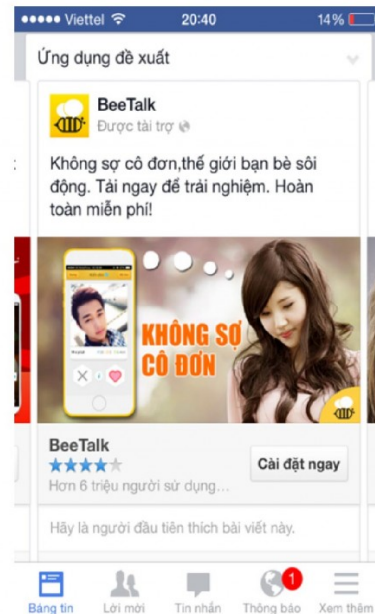 Viettel 20:40 14%
Ứng dụng đề xuất
BeeTalk
Được tài trợ
Không sợ cô đơn,thế giới bạn bè sôi
động. Tải ngay để trải nghiệm. Hoàn
toàn miễn phí!
KHÔNG SỢ
CÔ ĐƠN
BeeTalk
Cài đặt ngay
Hơn 6 triệu người sử dụng...
Hãy là người đầu tiên thích bài viết này.
1
Bảng tin Lời mời Tin nhắn Thông báo Xem thêm